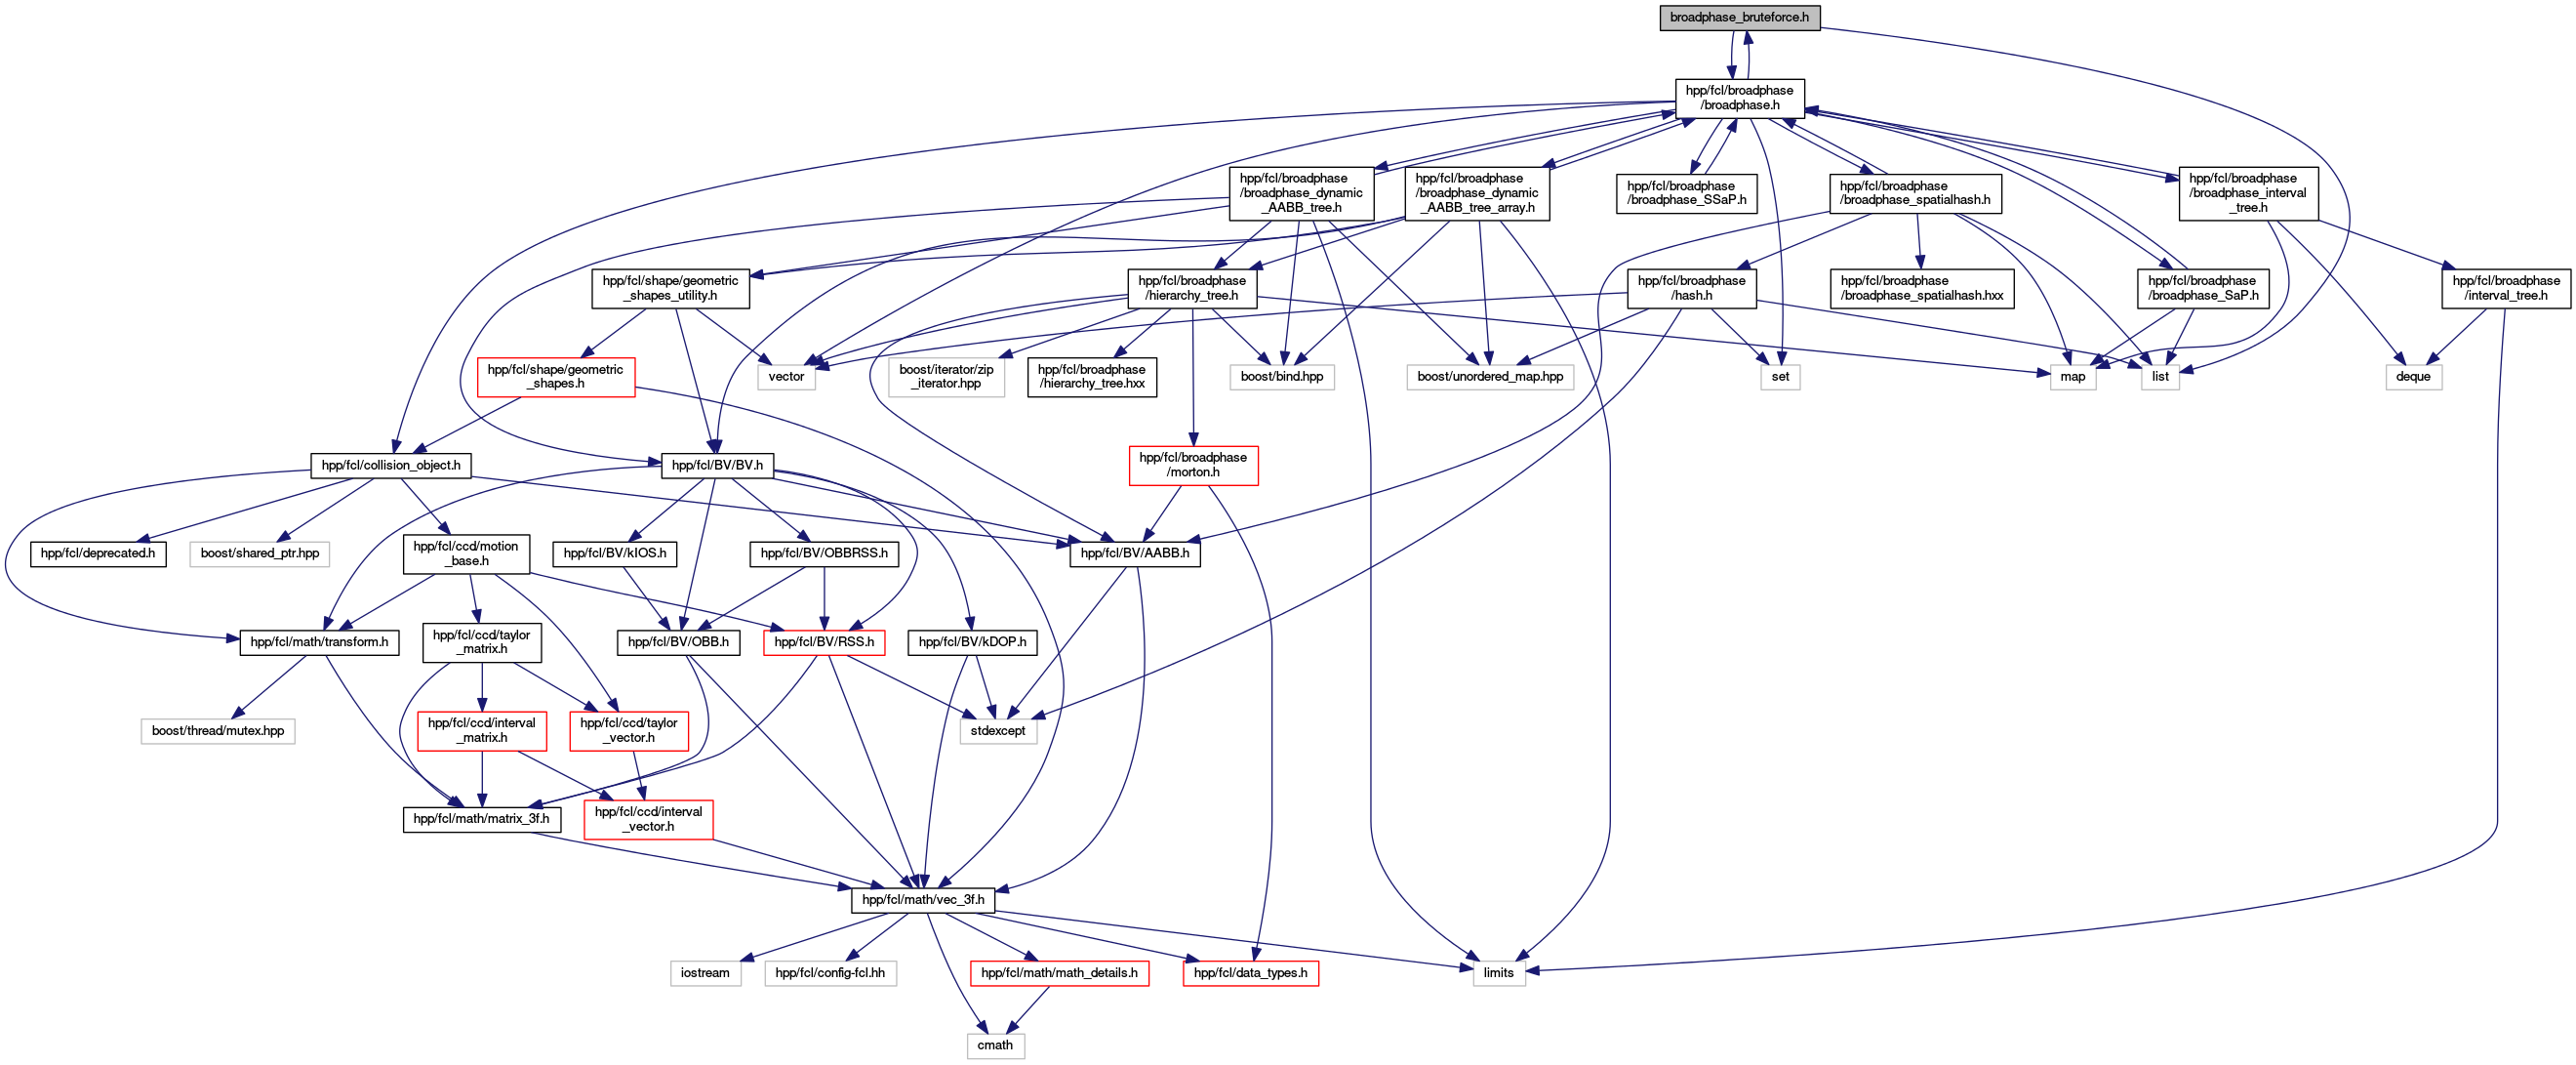 broadphase_bruteforce.h
hpp/fcl/broadphase
/broadphase.h
hpp/fcl/broadphase
/broadphase_dynamic
_AABB_tree.h
hpp/fcl/broadphase
/broadphase_dynamic
_AABB_tree_array.h
hpp/fcl/broadphase
/broadphase_SSaP.h
hpp/fcl/broadphase
/broadphase_spatialhash.h
hpp/fcl/broadphase
/broadphase_interval
_tree.h
hpp/fcl/shape/geometric
_shapes_utility.h
hpp/fcl/broadphase
/hierarchy_tree.h
hpp/fcl/broadphase
/hash.h
hpp/fcl/broadphase
/broadphase_spatialhash.hxx
hpp/fcl/broadphase
/broadphase_SaP.h
hpp/fcl/broadphase
/interval_tree.h
hpp/fcl/shape/geometric
_shapes.h
vector
boost/iterator/zip
_iterator.hpp
hpp/fcl/broadphase
/hierarchy_tree.hxx
boost/bind.hpp
boost/unordered_map.hpp
set
map
list
deque
hpp/fcl/collision_object.h
hpp/fcl/BV/BV.h
hpp/fcl/broadphase
/morton.h
hpp/fcl/deprecated.h
boost/shared_ptr.hpp
hpp/fcl/ccd/motion
_base.h
hpp/fcl/BV/kIOS.h
hpp/fcl/BV/OBBRSS.h
hpp/fcl/BV/AABB.h
hpp/fcl/math/transform.h
hpp/fcl/ccd/taylor
_matrix.h
hpp/fcl/BV/OBB.h
hpp/fcl/BV/RSS.h
hpp/fcl/BV/kDOP.h
boost/thread/mutex.hpp
hpp/fcl/ccd/interval
_matrix.h
hpp/fcl/ccd/taylor
_vector.h
stdexcept
hpp/fcl/math/matrix_3f.h
hpp/fcl/ccd/interval
_vector.h
hpp/fcl/math/vec_3f.h
iostream
hpp/fcl/config-fcl.hh
hpp/fcl/math/math_details.h
hpp/fcl/data_types.h
limits
cmath